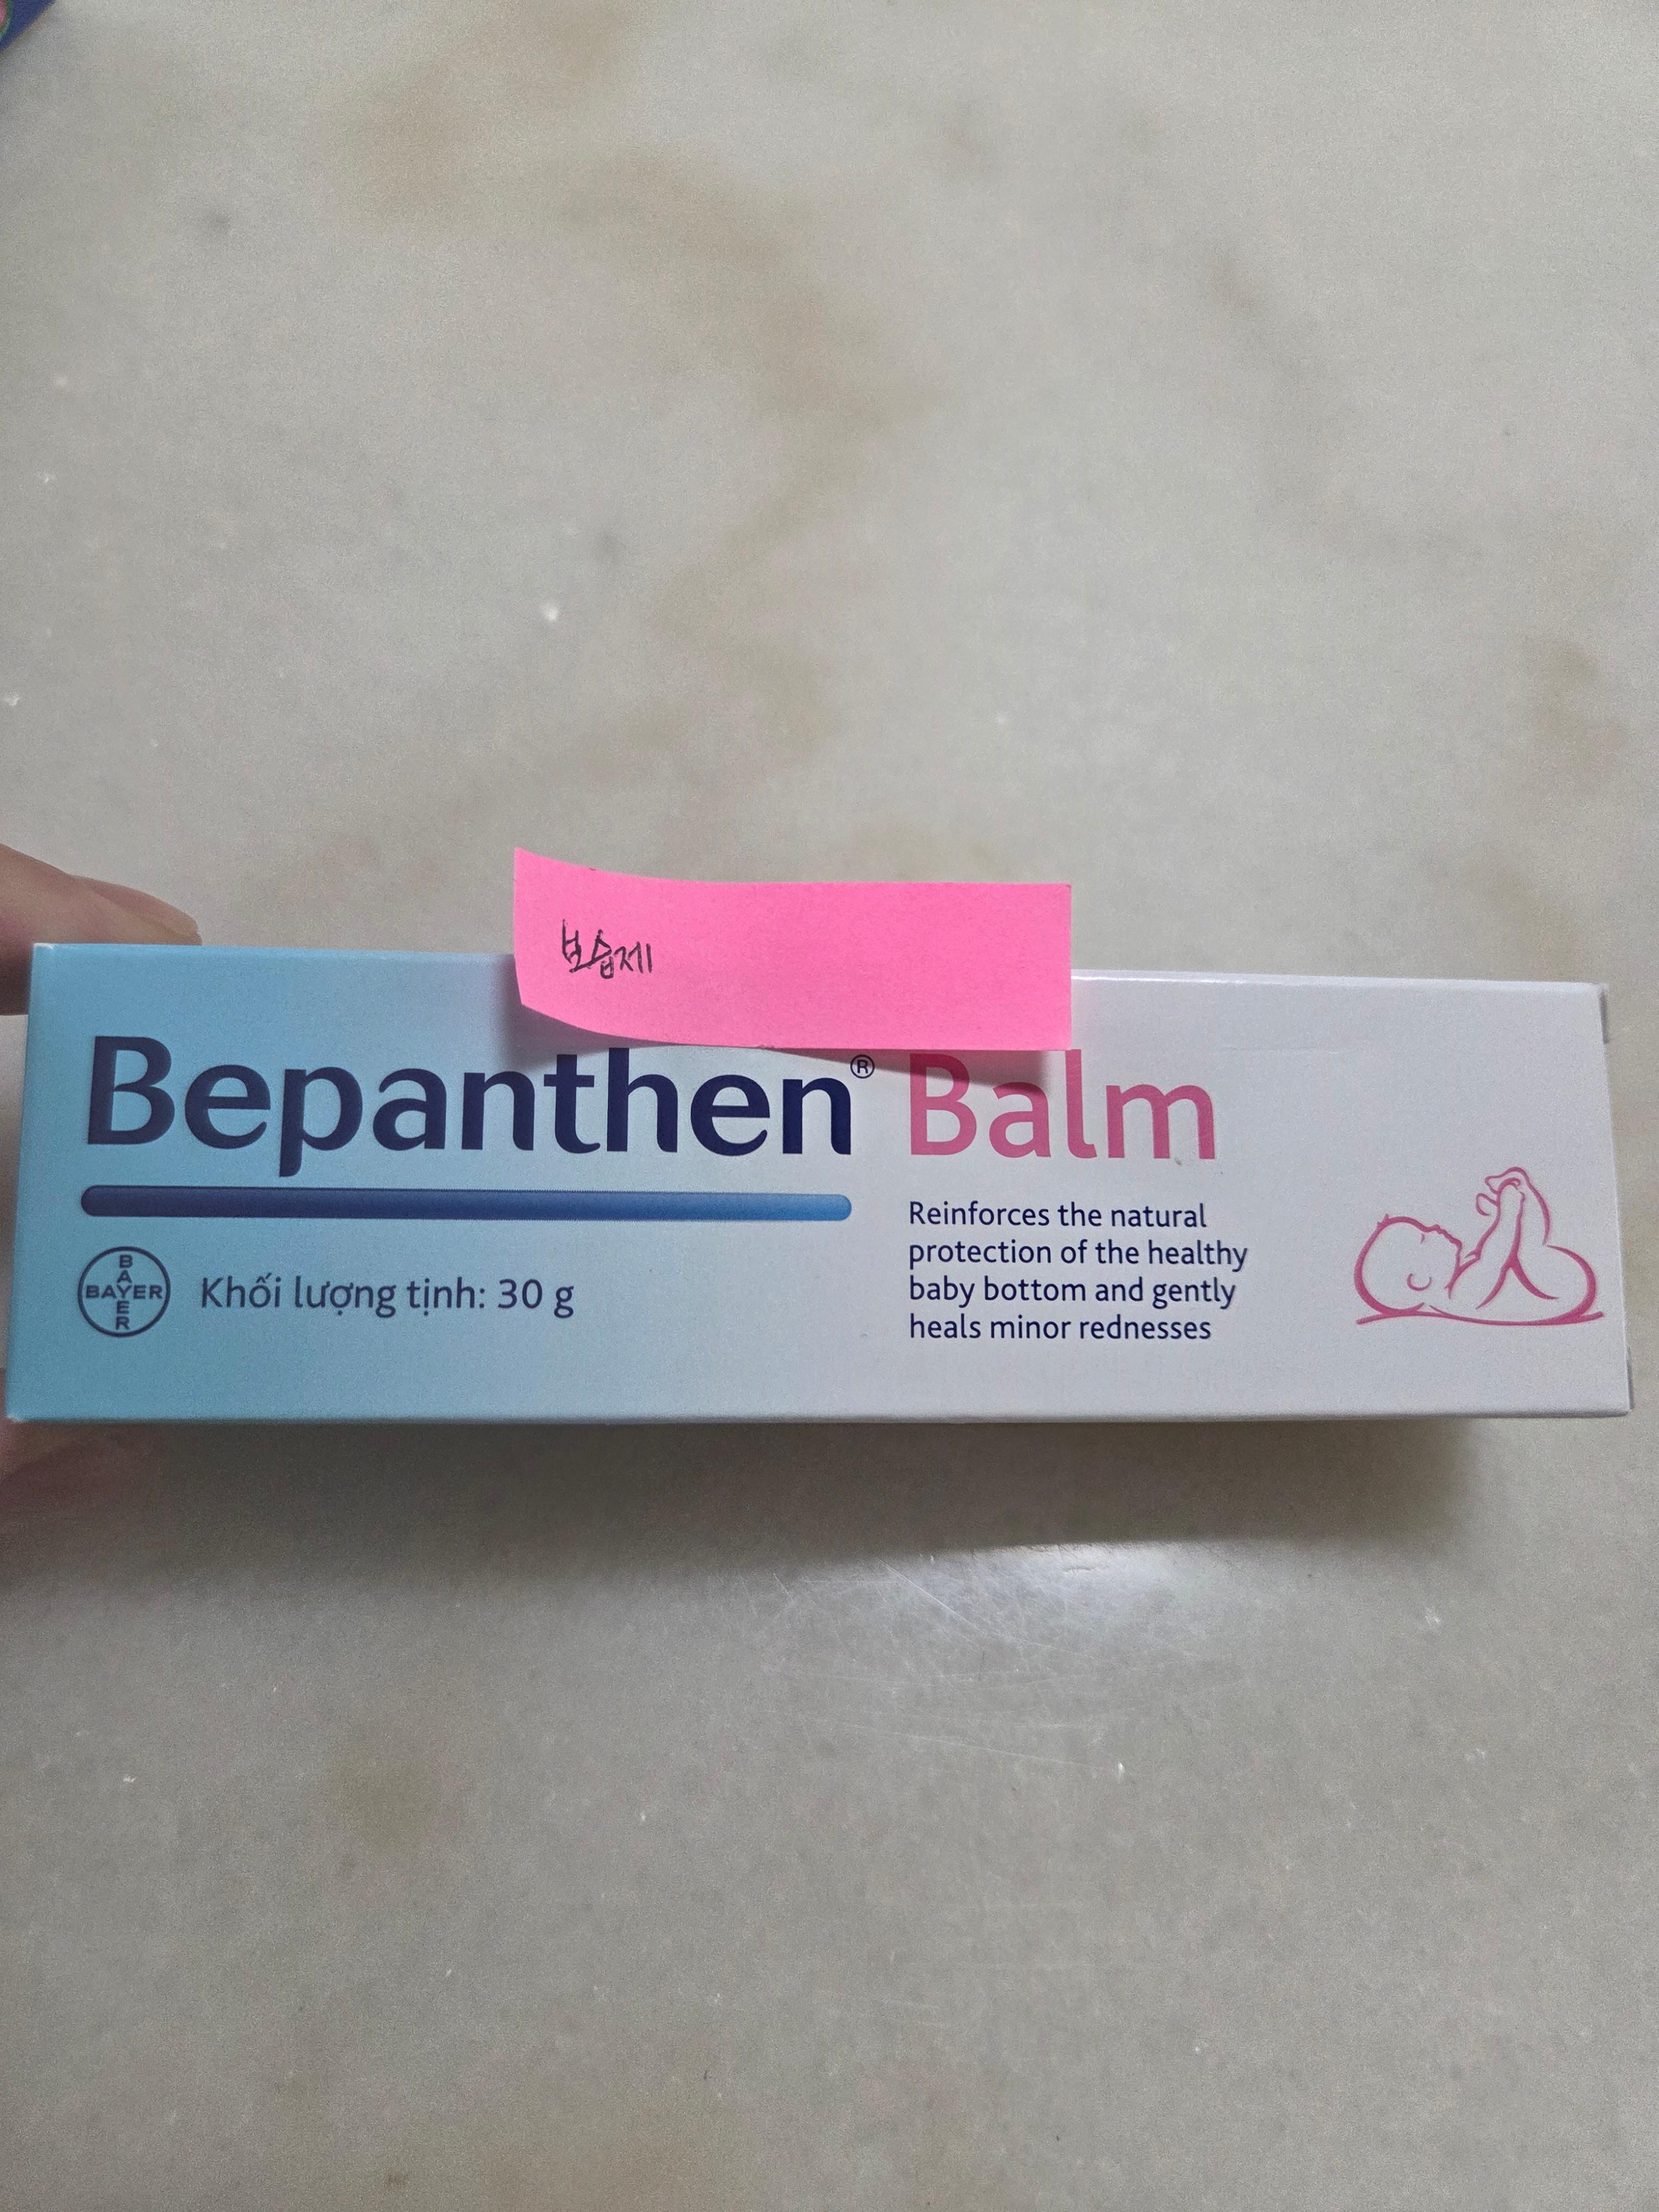 보습제
Bepanthen® Balm
Reinforces the natural
protection of the healthy
baby bottom and gently
heals minor rednesses
BAYER
BAYER
Khối lượng tịnh: 30 g